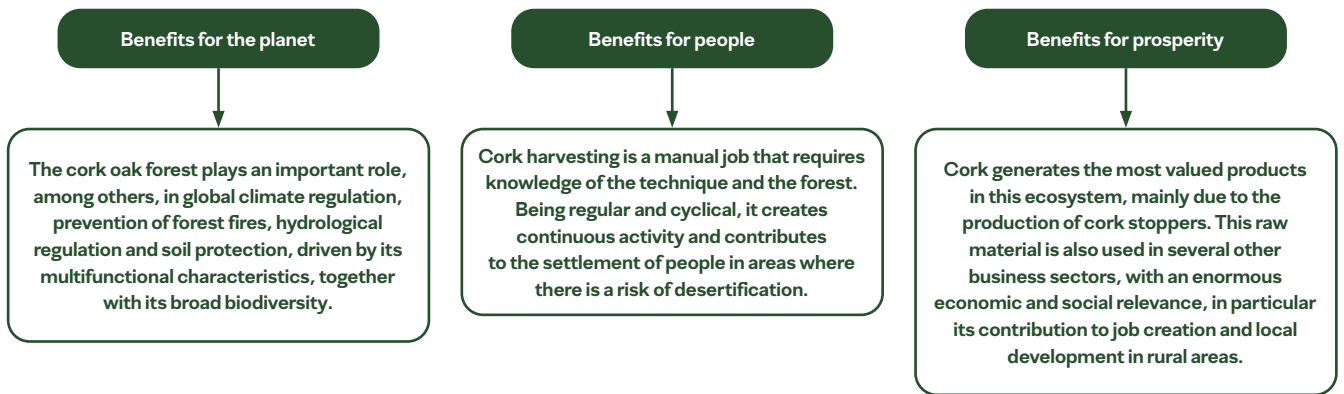 Benefits for the planet
The cork oak forest plays an important role,
among others, in global climate regulation,
prevention of forest fires, hydrological
regulation and soil protection, driven by its
multifunctional characteristics, together
with its broad biodiversity.
Benefits for people
Cork harvesting is a manual job that requires
knowledge of the technique and the forest.
Being regular and cyclical, it creates
continuous activity and contributes
to the settlement of people in areas where
there is a risk of desertification.
Benefits for prosperity
Cork generates the most valued products
in this ecosystem, mainly due to the
production of cork stoppers. This raw
material is also used in several other
business sectors, with an enormous
economic and social relevance, in particular
its contribution to job creation and local
development in rural areas.